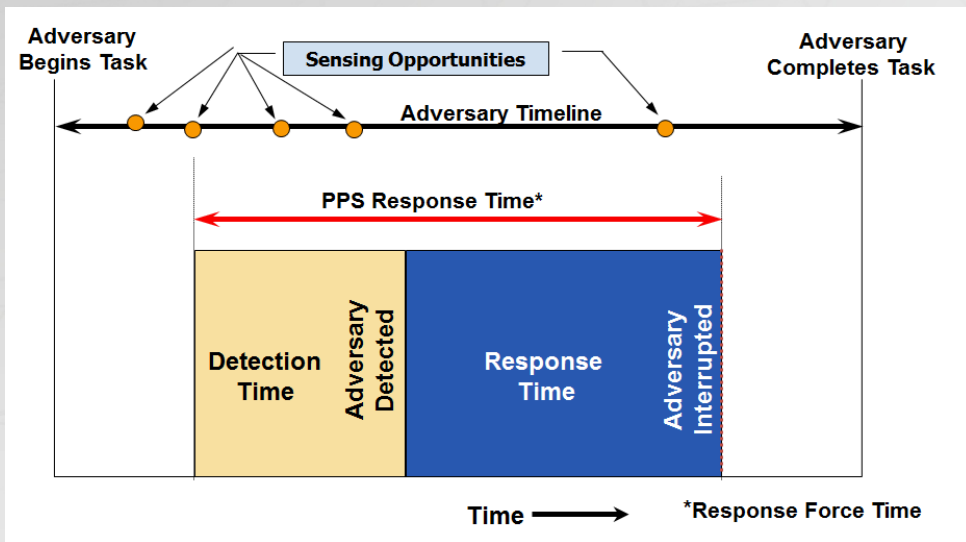 Adversary
Begins Task
Sensing Opportunities
Adversary
Completes Task
Adversary Timeline
PPS Response Time*
Detection
Time
Adversary
Detected
Response
Time
Adversary
Interrupted
Time
*Response Force Time